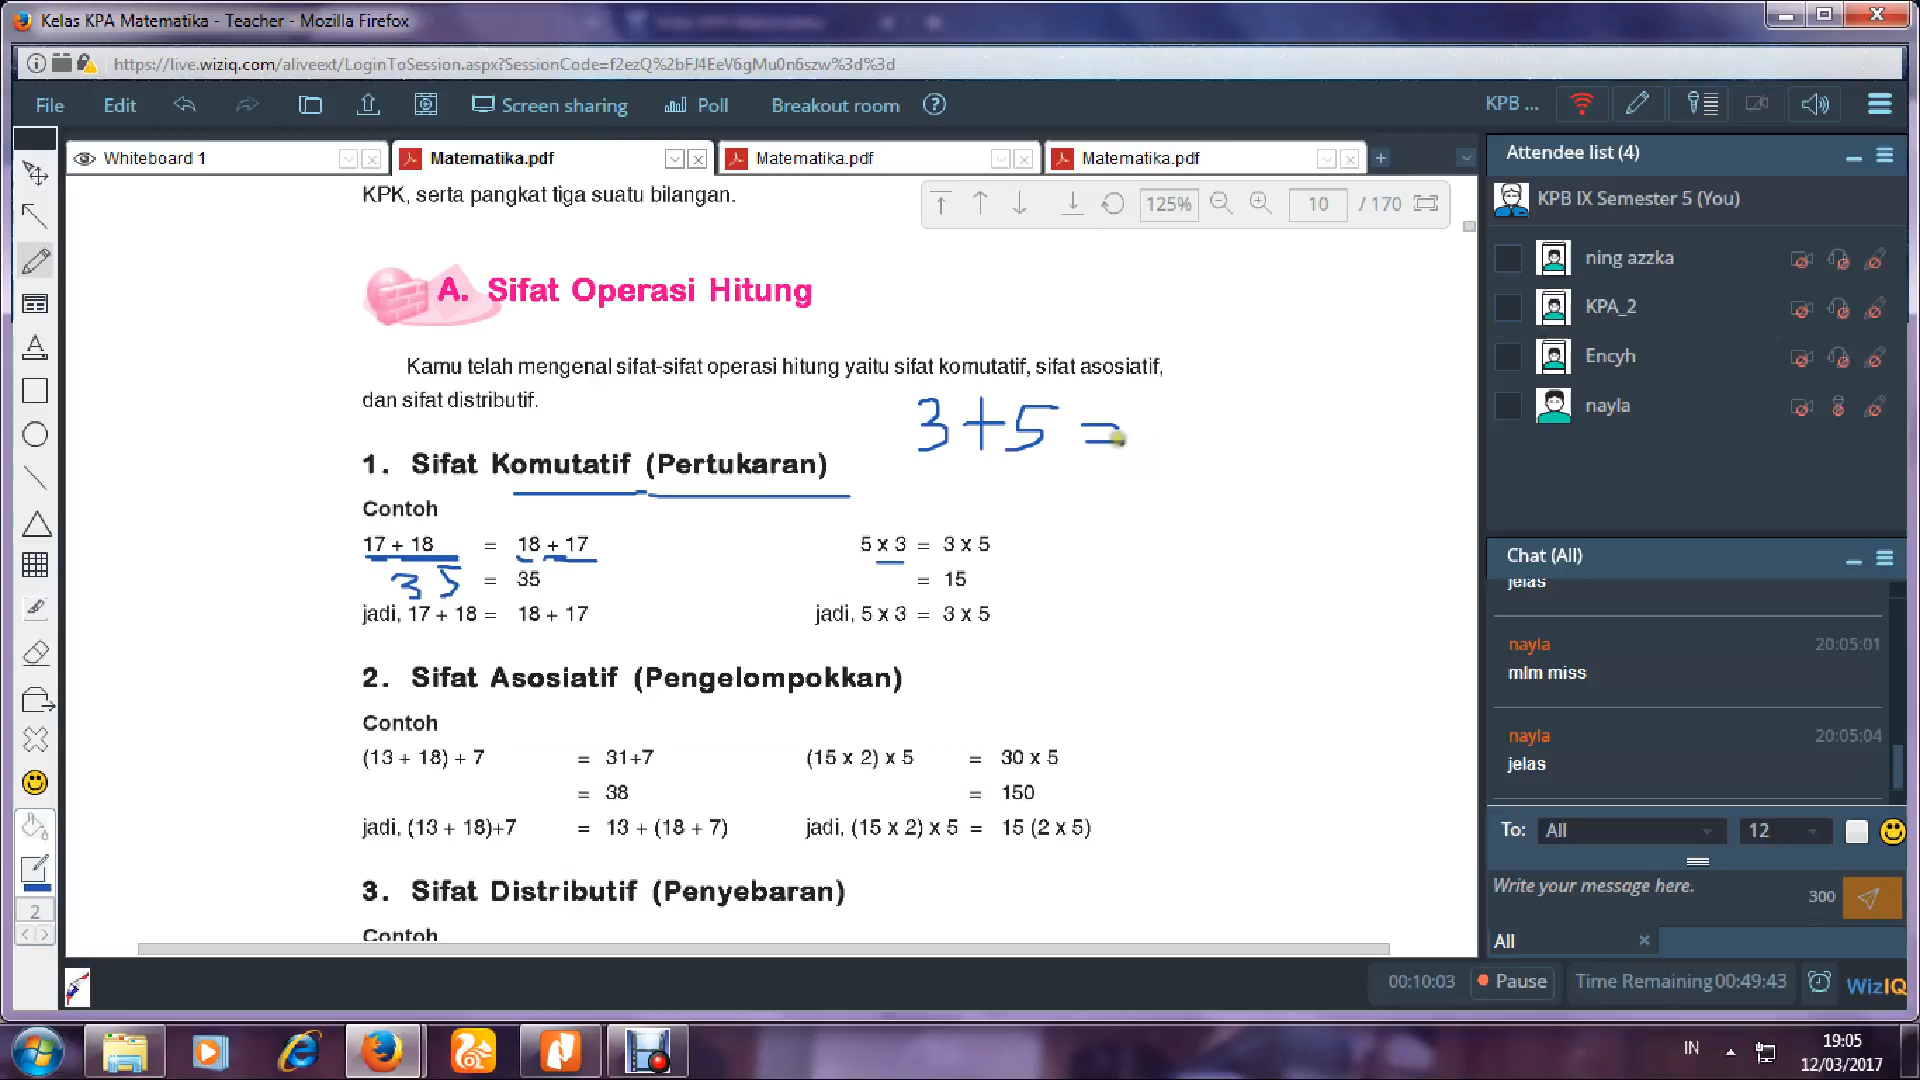 Kelas KPA Matematika - Teacher - Mozilla Firefox
https://live.wiziq.com/aliveext/LoginToSession.aspx?SessionCode=f2ezQ%2bFJ4EeV6gMu0n6szw%3d%3d
File Edit Screen sharing Poll Breakout room KPB ...
Whiteboard 1 Matematika.pdf Matematika.pdf Matematika.pdf
125% 10 / 170
KPK, serta pangkat tiga suatu bilangan.
A. Sifat Operasi Hitung
Kamu telah mengenal sifat-sifat operasi hitung yaitu sifat komutatif, sifat asosiatif,
dan sifat distributif.
3+5 =
1. Sifat Komutatif (Pertukaran)
Contoh
17 + 18 = 18 + 17 5 x 3 = 3 x 5
35 = 35 = 15
jadi, 17 + 18 = 18 + 17 jadi, 5 x 3 = 3 x 5
2. Sifat Asosiatif (Pengelompokkan)
Contoh
(13 + 18) + 7 = 31+7 (15 x 2) x 5 = 30 x 5
= 38 = 150
jadi, (13 + 18)+7 = 13 + (18 + 7) jadi, (15 x 2) x 5 = 15 (2 x 5)
3. Sifat Distributif (Penyebaran)
Contoh
2
Attendee list (4)
KPB IX Semester 5 (You)
ning azzka
KPA_2
Encyh
nayla
Chat (All)
jelas
nayla 20:05:01
mlm miss
nayla 20:05:04
jelas
To: All 12
Write your message here.
300
All
00:10:03 Pause Time Remaining 00:49:43 WizIQ
IN 19:05
12/03/2017